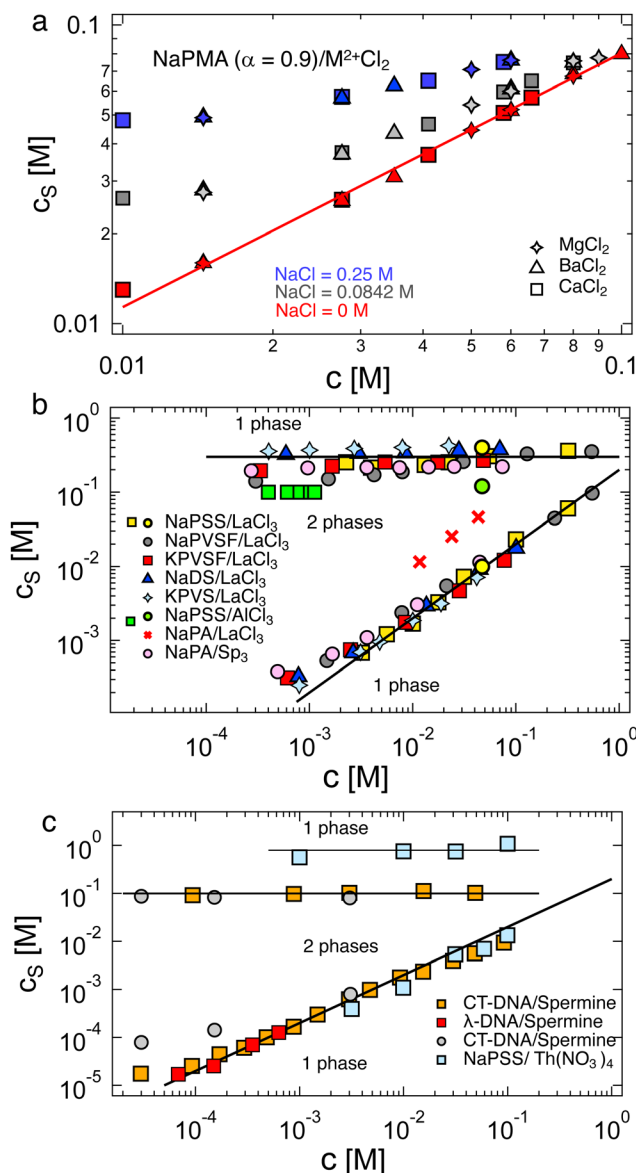 a
0.1
7
6
5
4
3
2
0.01
cS [M]
NaPMA (α = 0.9)/M2+Cl2
NaCl = 0.25 M
NaCl = 0.0842 M
NaCl = 0 M
MgCl2
BaCl2
CaCl2
0.01
2
3
4
5
6
7
8
9
0.1
c [M]
b
10^0
10^-1
10^-2
10^-3
cS [M]
1 phase
2 phases
1 phase
NaPSS/LaCl3
NaPVSF/LaCl3
KPVSF/LaCl3
NaDS/LaCl3
KPVS/LaCl3
NaPSS/AlCl3
NaPA/LaCl3
NaPA/Sp3
10^-4
10^-3
10^-2
10^-1
10^0
c [M]
c
10^0
10^-1
10^-2
10^-3
10^-4
10^-5
cS [M]
1 phase
2 phases
1 phase
CT-DNA/Spermine
λ-DNA/Spermine
CT-DNA/Spermine
NaPSS/ Th(NO3)4
10^-4
10^-3
10^-2
10^-1
10^0
c [M]